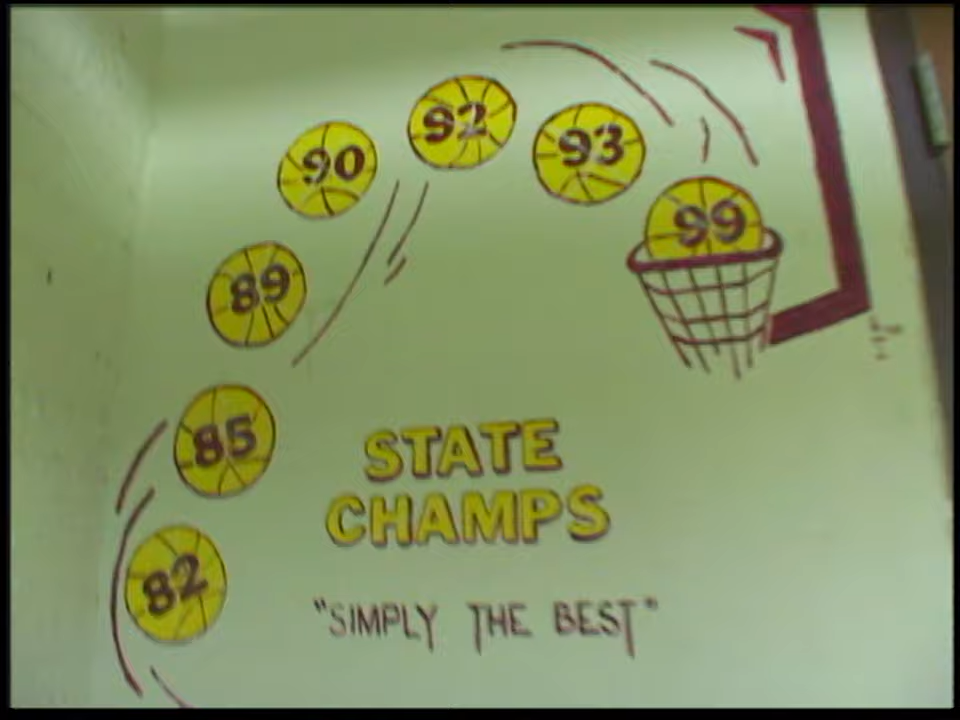 82
85
89
90
92
93
99
STATE
CHAMPS
"SIMPLY THE BEST"